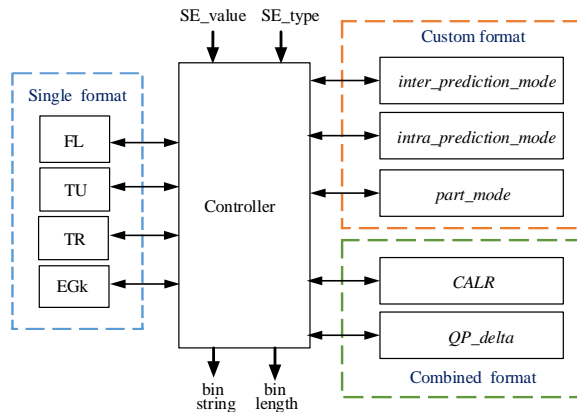 SE_value SE_type
Single format
FL
TU
TR
EGk
Controller
Custom format
inter_prediction_mode
intra_prediction_mode
part_mode
CALR
QP_delta
Combined format
bin
string
bin
length